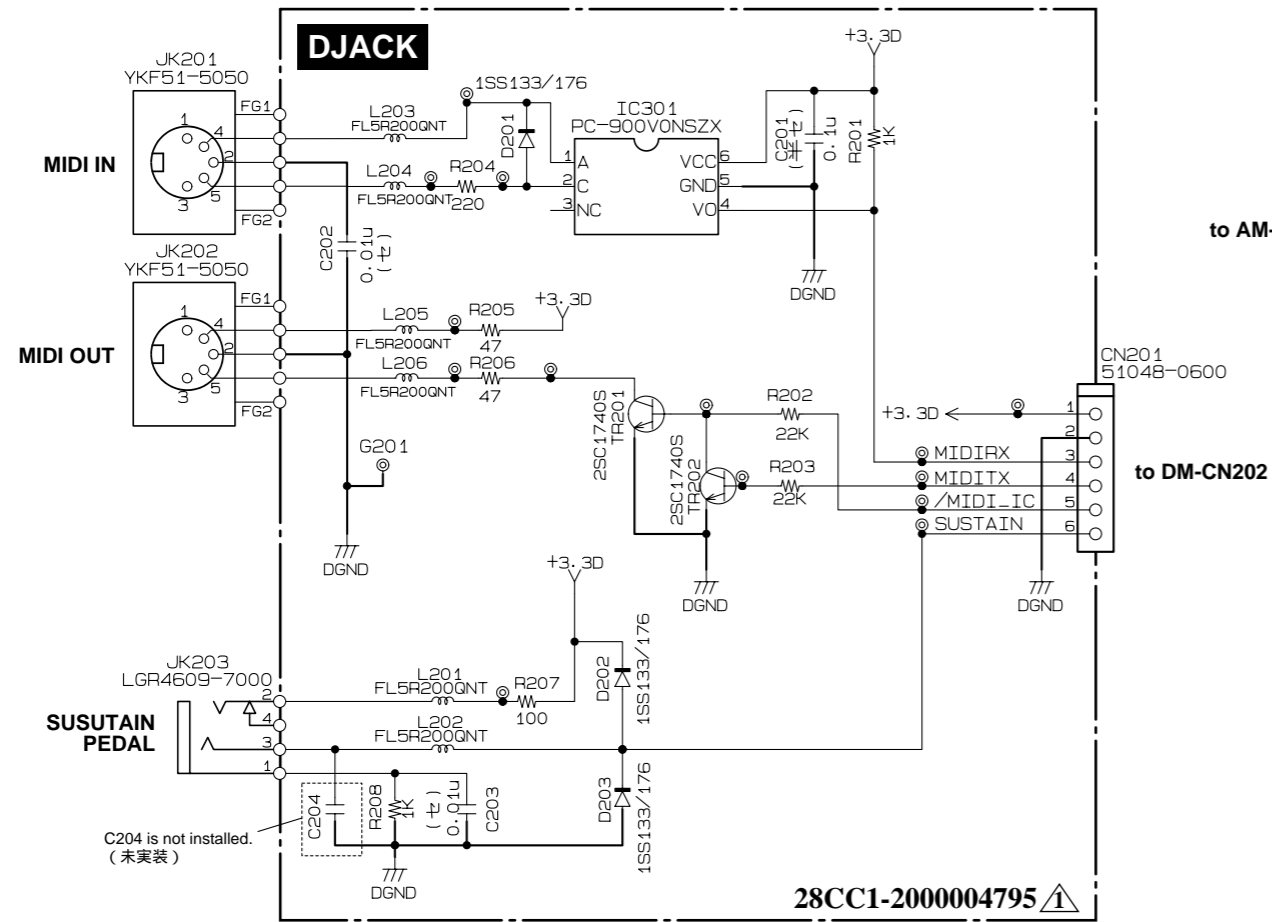 DJACK
JK201
YKF51-5050
MIDI IN
1
4
2
5
3
FG1
FG2
L203
FL5R200QNT
1SS133/176
D201
L204
FL5R200QNT
R204
220
IC301
PC-900V0NSZX
1 A
2 C
3 NC
VCC 6
GND 5
VO 4
+3.3D
C201
(半セ)
0.1u
R201
1K
DGND
to AM-
C202
0.01u
(セ)
JK202
YKF51-5050
MIDI OUT
1
4
2
5
3
FG1
FG2
L205
FL5R200QNT
R205
47
+3.3D
L206
FL5R200QNT
R206
47
G201
DGND
2SC1740S
TR201
2SC1740S
TR202
R202
22K
R203
22K
DGND
CN201
51048-0600
+3.3D
1
2
MIDIRX 3
MIDITX 4
/MIDI_IC 5
SUSTAIN 6
to DM-CN202
DGND
+3.3D
JK203
LGR4609-7000
SUSUTAIN
PEDAL
2
4
3
1
L201
FL5R200QNT
R207
100
L202
FL5R200QNT
D202
1SS133/176
D203
1SS133/176
C204
R208
1K
(セ)
0.01u
C203
C204 is not installed.
(未実装)
DGND
28CC1-2000004795 1